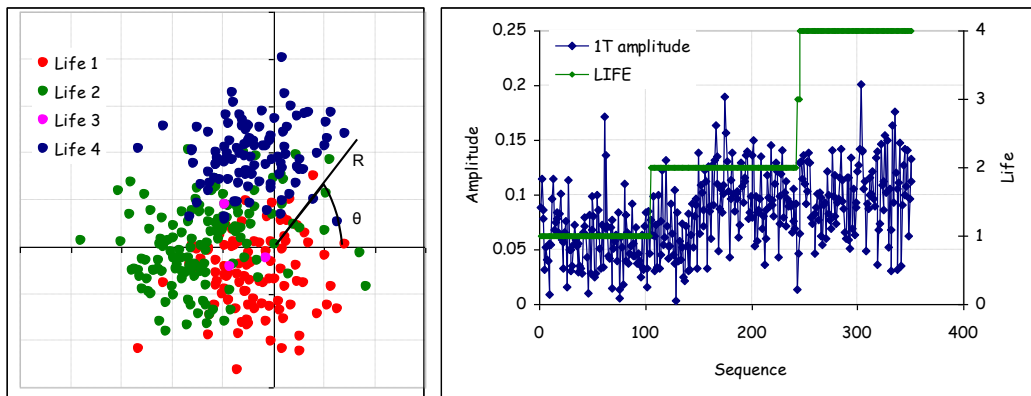 Life 1
Life 2
Life 3
Life 4
R
θ
0,25
0,2
0,15
0,1
0,05
0
Amplitude
1T amplitude
LIFE
4
3
2
1
0
Life
0
100
200
300
400
Sequence